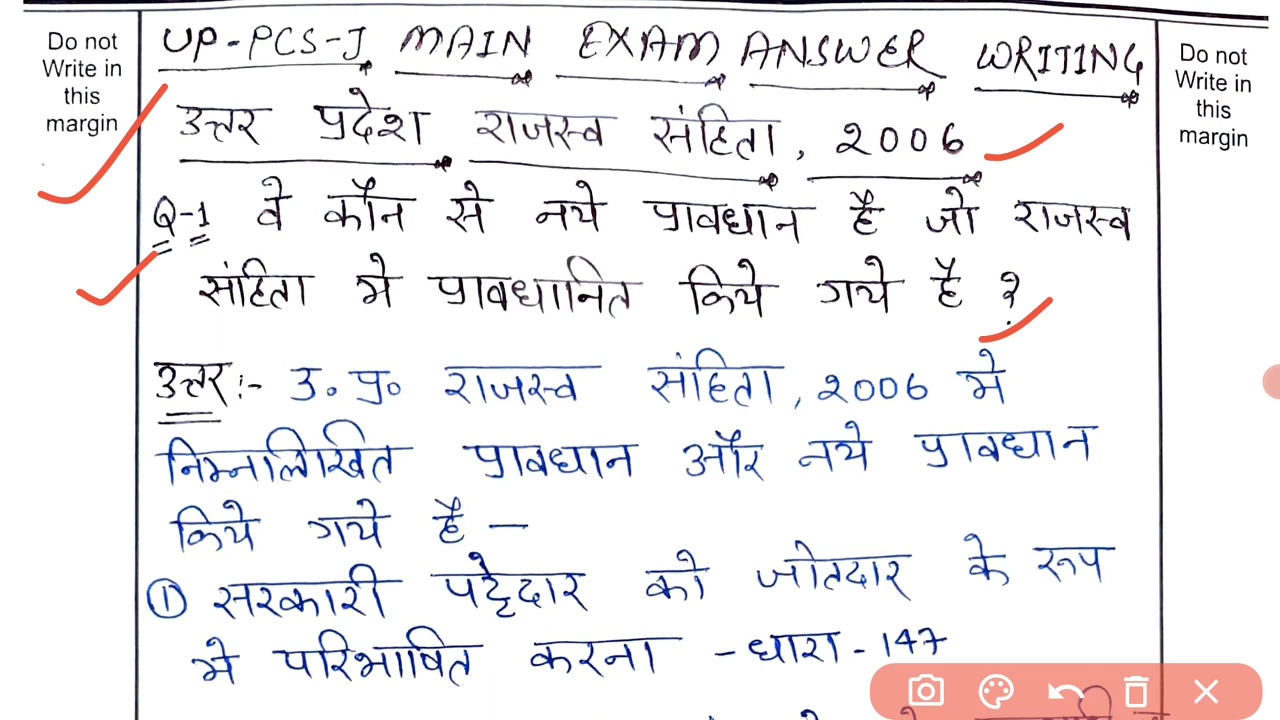 Do not
Write in
this
margin
UP-PCS-J MAIN EXAM ANSWER WRITING
Do not
Write in
this
margin
उत्तर प्रदेश राजस्व संहिता, 2006
Q-1 वे कौन से नये प्रावधान है जो राजस्व
संहिता मे प्रावधानित किये गये है ?
उत्तर :- उ० प्र० राजस्व संहिता, 2006 मे
निम्नलिखित प्रावधान और नये प्रावधान
किये गये है —
① सरकारी पट्टेदार को जोतदार के रूप
मे परिभाषित करना - धारा - 147